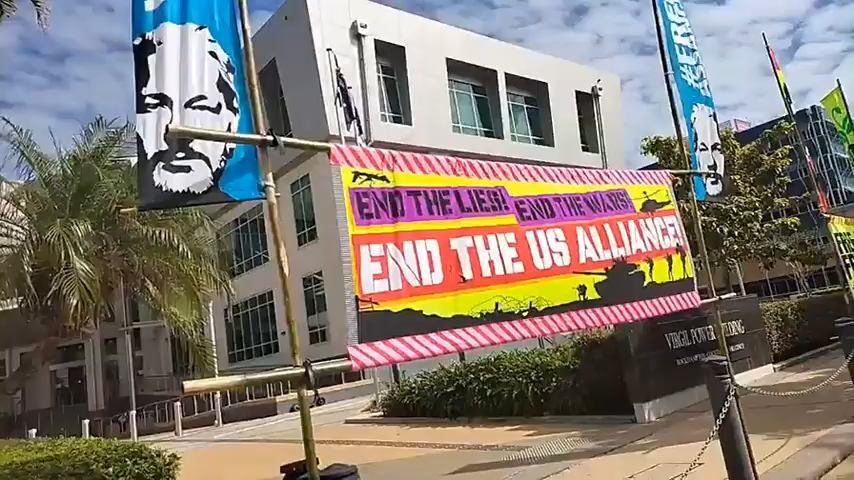 END THE LIES! END THE WARS!
END THE US ALLIANCE!
VIRGIL POWER BUILDING